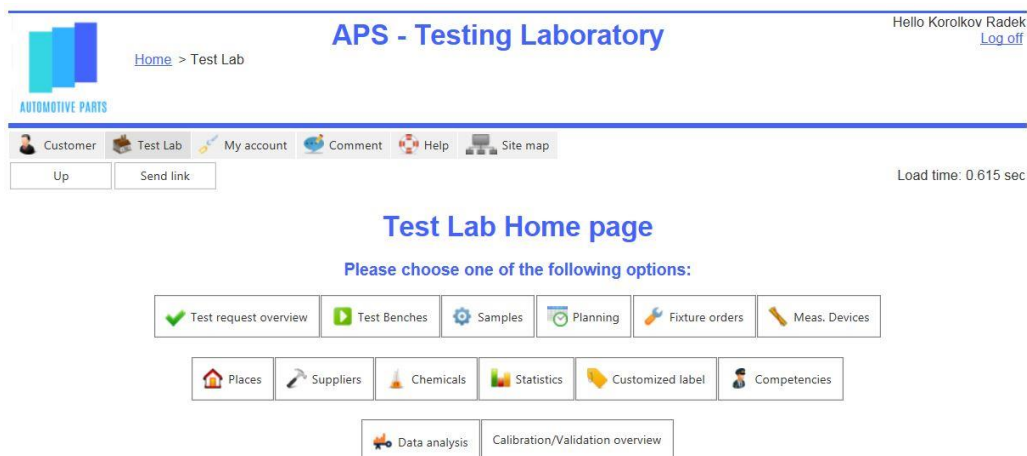 APS - Testing Laboratory
Hello Korolkov Radek
Log off
Home > Test Lab
AUTOMOTIVE PARTS
Customer Test Lab My account Comment Help Site map
Up Send link Load time: 0.615 sec
Test Lab Home page
Please choose one of the following options:
Test request overview Test Benches Samples Planning Fixture orders Meas. Devices
Places Suppliers Chemicals Statistics Customized label Competencies
Data analysis Calibration/Validation overview